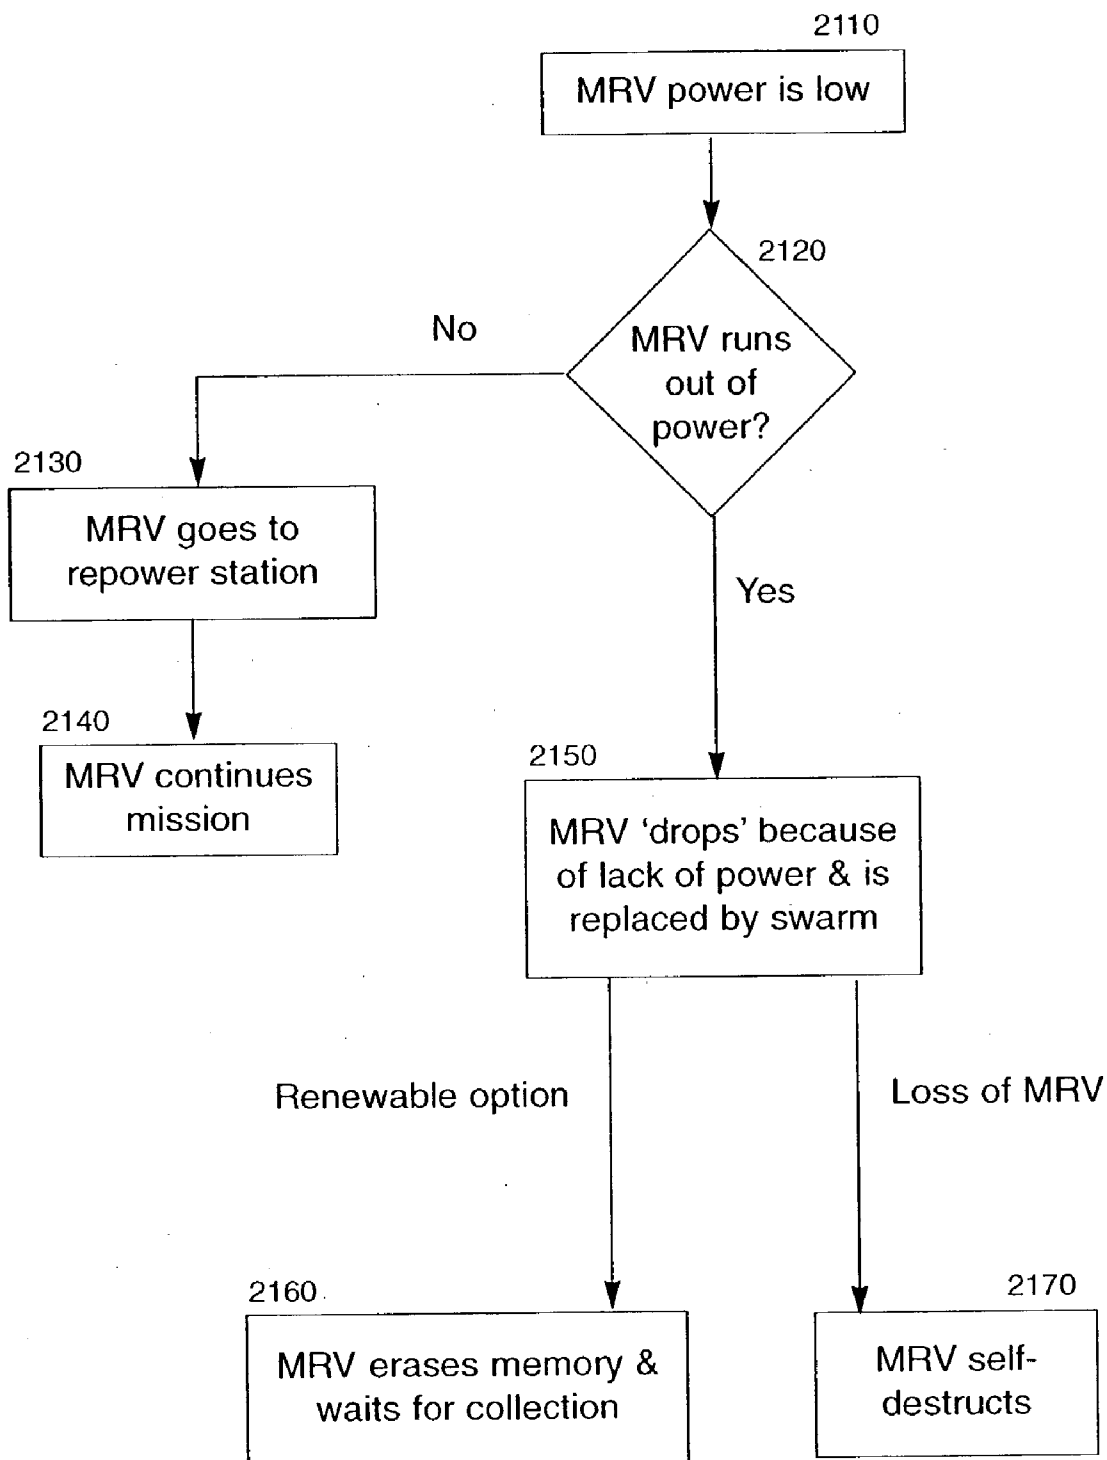 2110
MRV power is low
2120
No
MRV runs
out of
power?
2130
MRV goes to
repower station
Yes
2140
MRV continues
mission
2150
MRV ‘drops’ because
of lack of power & is
replaced by swarm
Renewable option
Loss of MRV
2160
MRV erases memory &
waits for collection
2170
MRV self-
destructs